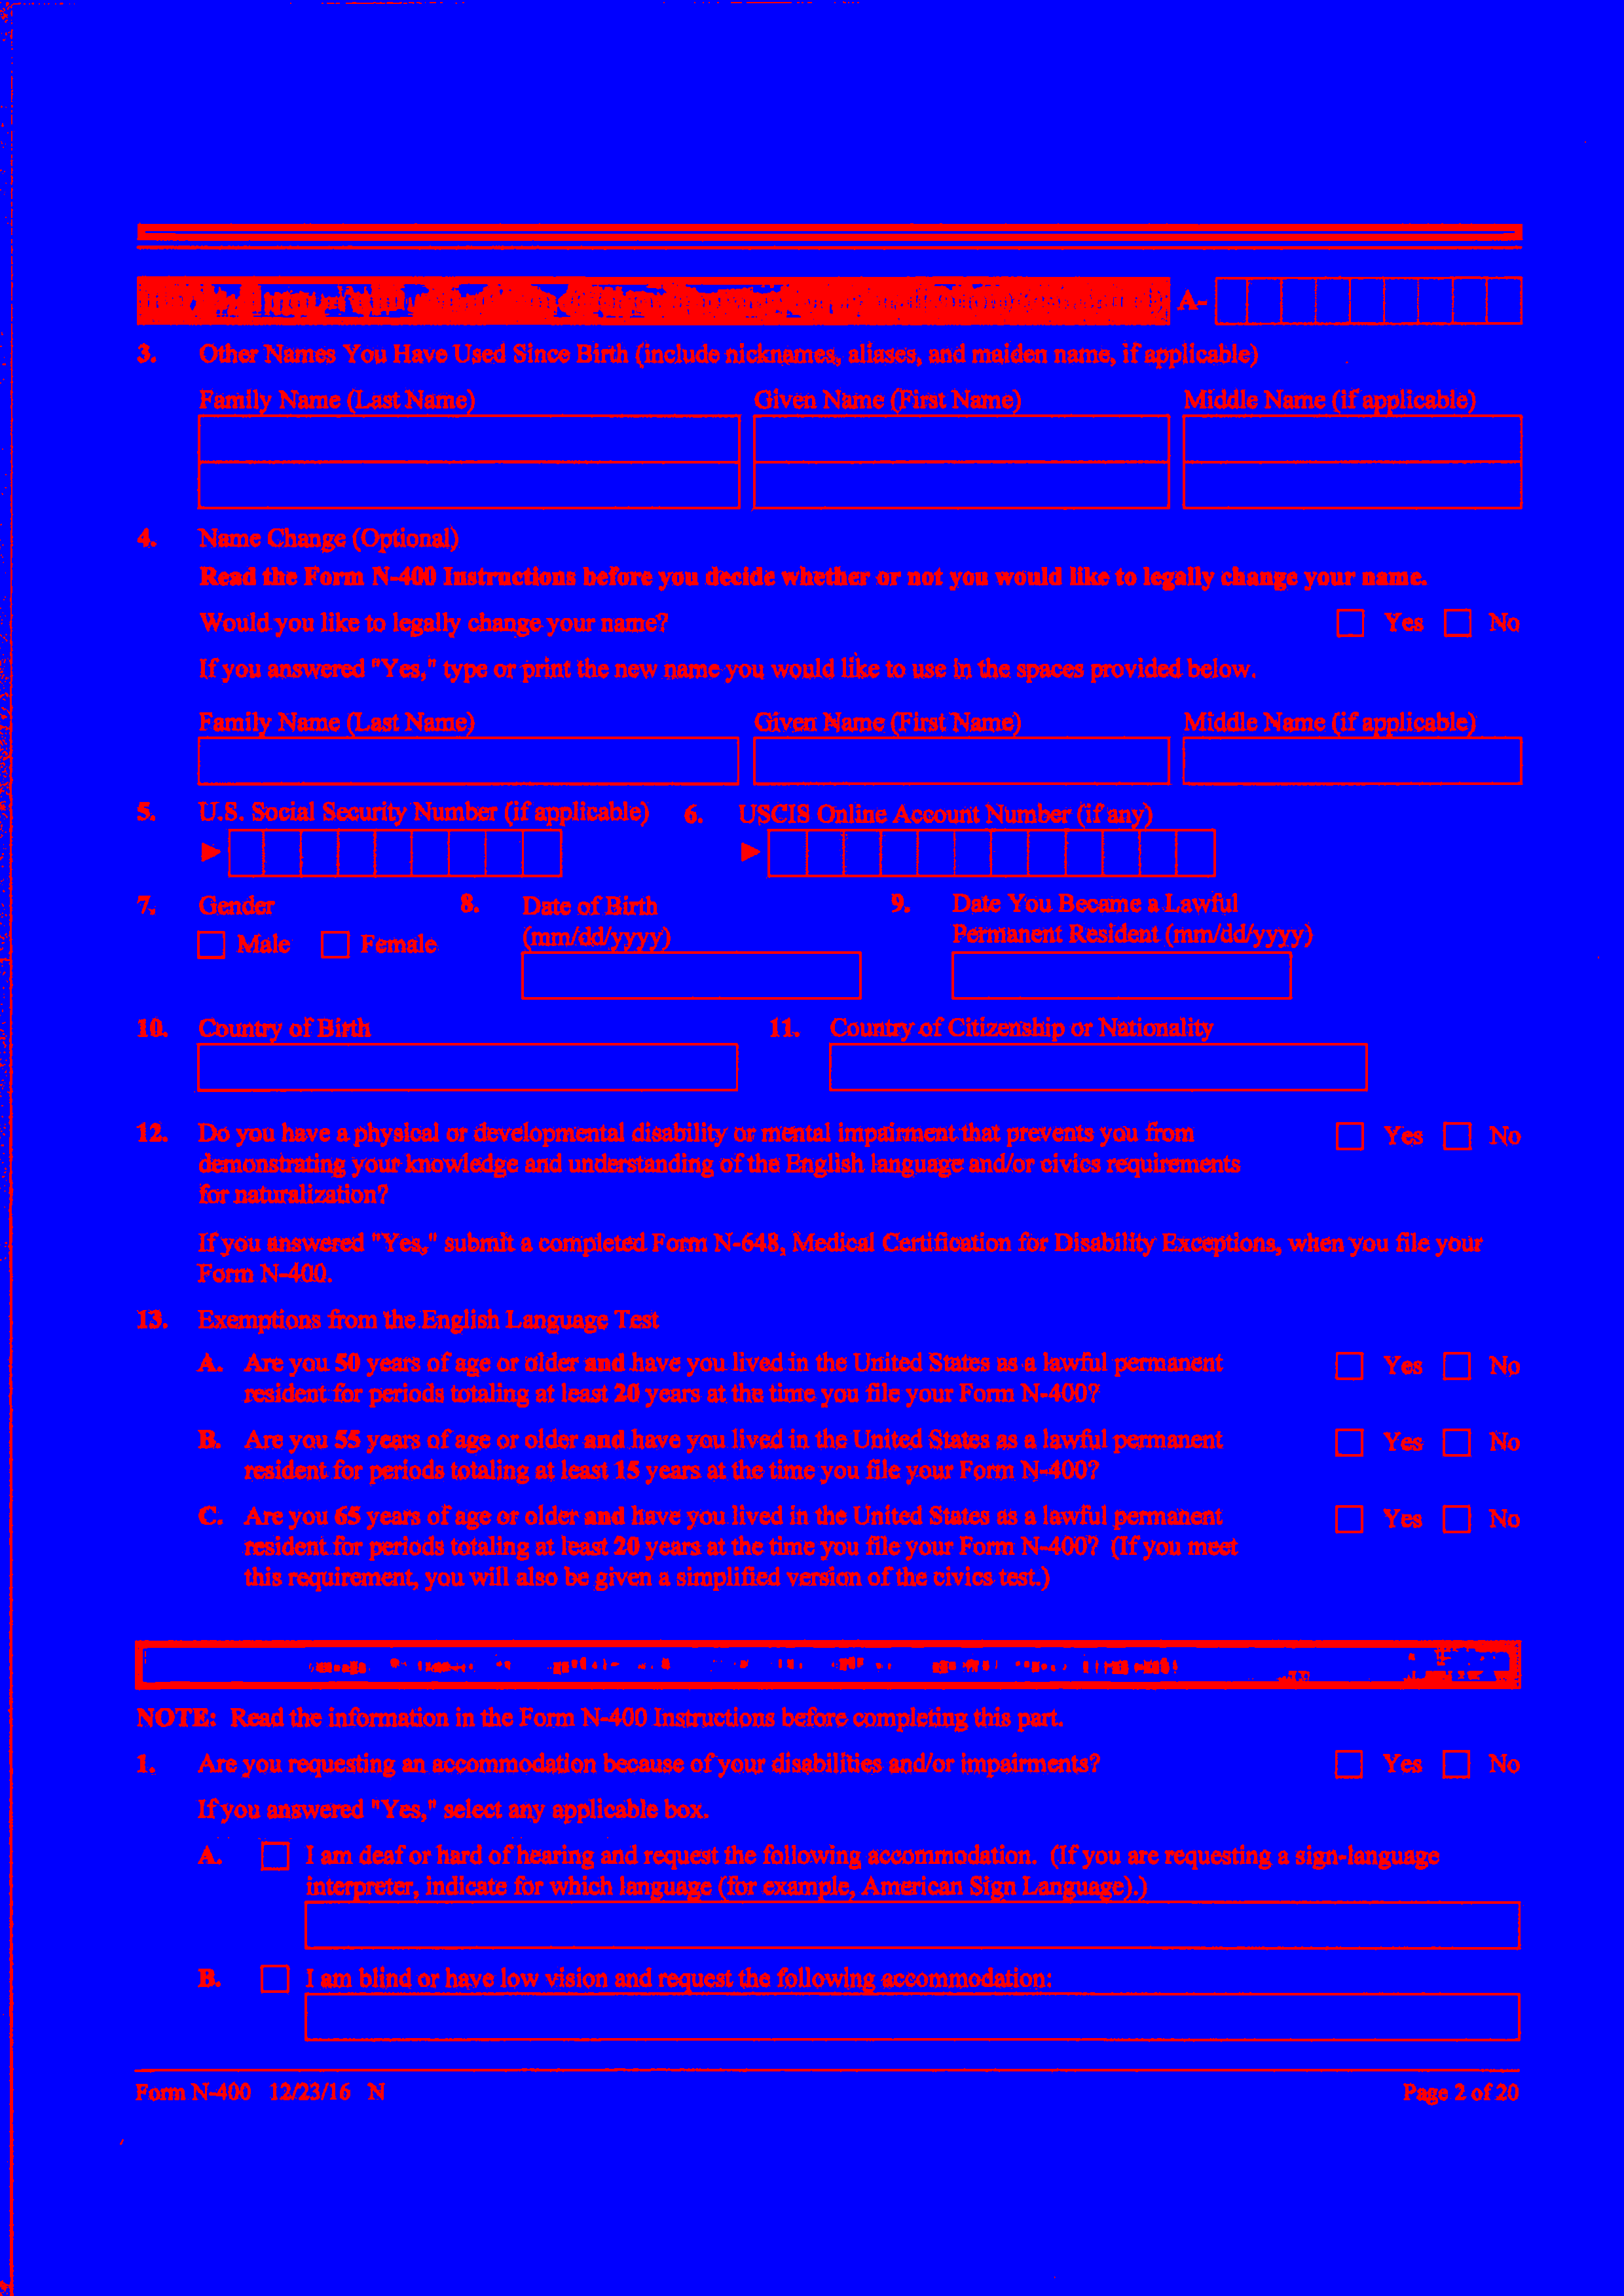 A-
3. Other Names You Have Used Since Birth (include nicknames, aliases, and maiden name, if applicable)
Family Name (Last Name) Given Name (First Name) Middle Name (if applicable)
4. Name Change (Optional)
Read the Form N-400 Instructions before you decide whether or not you would like to legally change your name.
Would you like to legally change your name? Yes No
If you answered "Yes," type or print the new name you would like to use in the spaces provided below.
Family Name (Last Name) Given Name (First Name) Middle Name (if applicable)
5. U.S. Social Security Number (if applicable) 6. USCIS Online Account Number (if any)
7. Gender 8. Date of Birth 9. Date You Became a Lawful
Male Female (mm/dd/yyyy) Permanent Resident (mm/dd/yyyy)
10. Country of Birth 11. Country of Citizenship or Nationality
12. Do you have a physical or developmental disability or mental impairment that prevents you from Yes No
demonstrating your knowledge and understanding of the English language and/or civics requirements
for naturalization?
If you answered "Yes," submit a completed Form N-648, Medical Certification for Disability Exceptions, when you file your
Form N-400.
13. Exemptions from the English Language Test
A. Are you 50 years of age or older and have you lived in the United States as a lawful permanent Yes No
resident for periods totaling at least 20 years at the time you file your Form N-400?
B. Are you 55 years of age or older and have you lived in the United States as a lawful permanent Yes No
resident for periods totaling at least 15 years at the time you file your Form N-400?
C. Are you 65 years of age or older and have you lived in the United States as a lawful permanent Yes No
resident for periods totaling at least 20 years at the time you file your Form N-400? (If you meet
this requirement, you will also be given a simplified version of the civics test.)
NOTE: Read the information in the Form N-400 Instructions before completing this part.
1. Are you requesting an accommodation because of your disabilities and/or impairments? Yes No
If you answered "Yes," select any applicable box.
A. I am deaf or hard of hearing and request the following accommodation. (If you are requesting a sign-language
interpreter, indicate for which language (for example, American Sign Language).)
B. I am blind or have low vision and request the following accommodation:
Form N-400 12/23/16 N Page 2 of 20